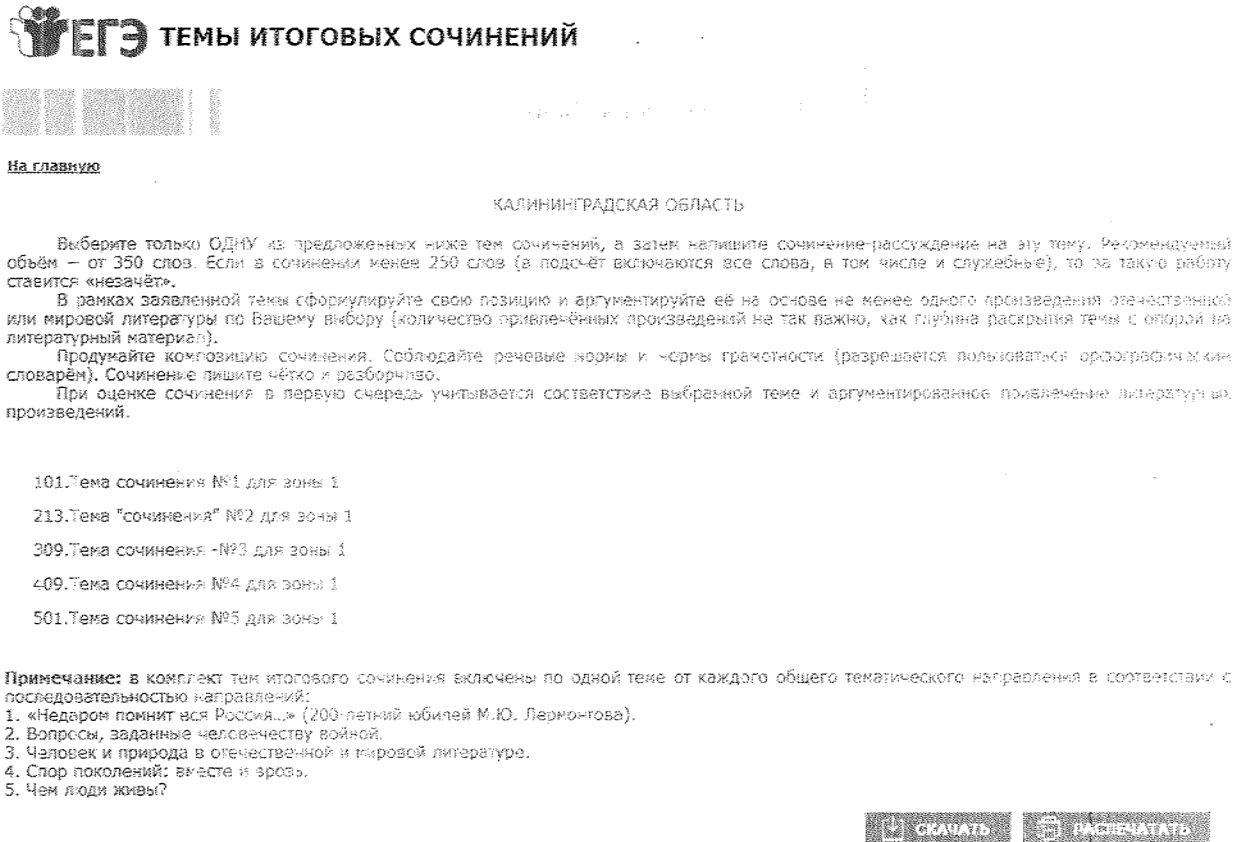 ЕГЭ ТЕМЫ ИТОГОВЫХ СОЧИНЕНИЙ
На главную
КАЛИНИНГРАДСКАЯ ОБЛАСТЬ
Выберите только ОДНУ из предложенных ниже тем сочинений, а затем напишите сочинение-рассуждение на эту тему. Рекомендуемый
объём – от 350 слов. Если в сочинении менее 250 слов (в подсчёт включаются все слова, в том числе и служебные), то за такую работу
ставится «незачёт».
В рамках заявленной темы сформулируйте свою позицию и аргументируйте её на основе не менее одного произведения отечественной
или мировой литературы по Вашему выбору (количество привлечённых произведений не так важно, как глубина раскрытия темы с опорой на
литературный материал).
Продумайте композицию сочинения. Соблюдайте речевые нормы и нормы грамотности (разрешается пользоваться орфографическим
словарём). Сочинение пишите чётко и разборчиво.
При оценке сочинения в первую очередь учитывается соответствие выбранной теме и аргументированное привлечение литературных
произведений.
101.Тема сочинения №1 для зоны 1
213.Тема "сочинения" №2 для зоны 1
309.Тема сочинения -№3 для зоны 1
409.Тема сочинения №4 для зоны 1
501.Тема сочинения №5 для зоны 1
Примечание: в комплект тем итогового сочинения включены по одной теме от каждого общего тематического направления в соответствии с
последовательностью направлений:
1. «Недаром помнит вся Россия...» (200-летний юбилей М.Ю. Лермонтова).
2. Вопросы, заданные человечеству войной.
3. Человек и природа в отечественной и мировой литературе.
4. Спор поколений: вместе и врозь.
5. Чем люди живы?
СКАЧАТЬ РАСПЕЧАТАТЬ